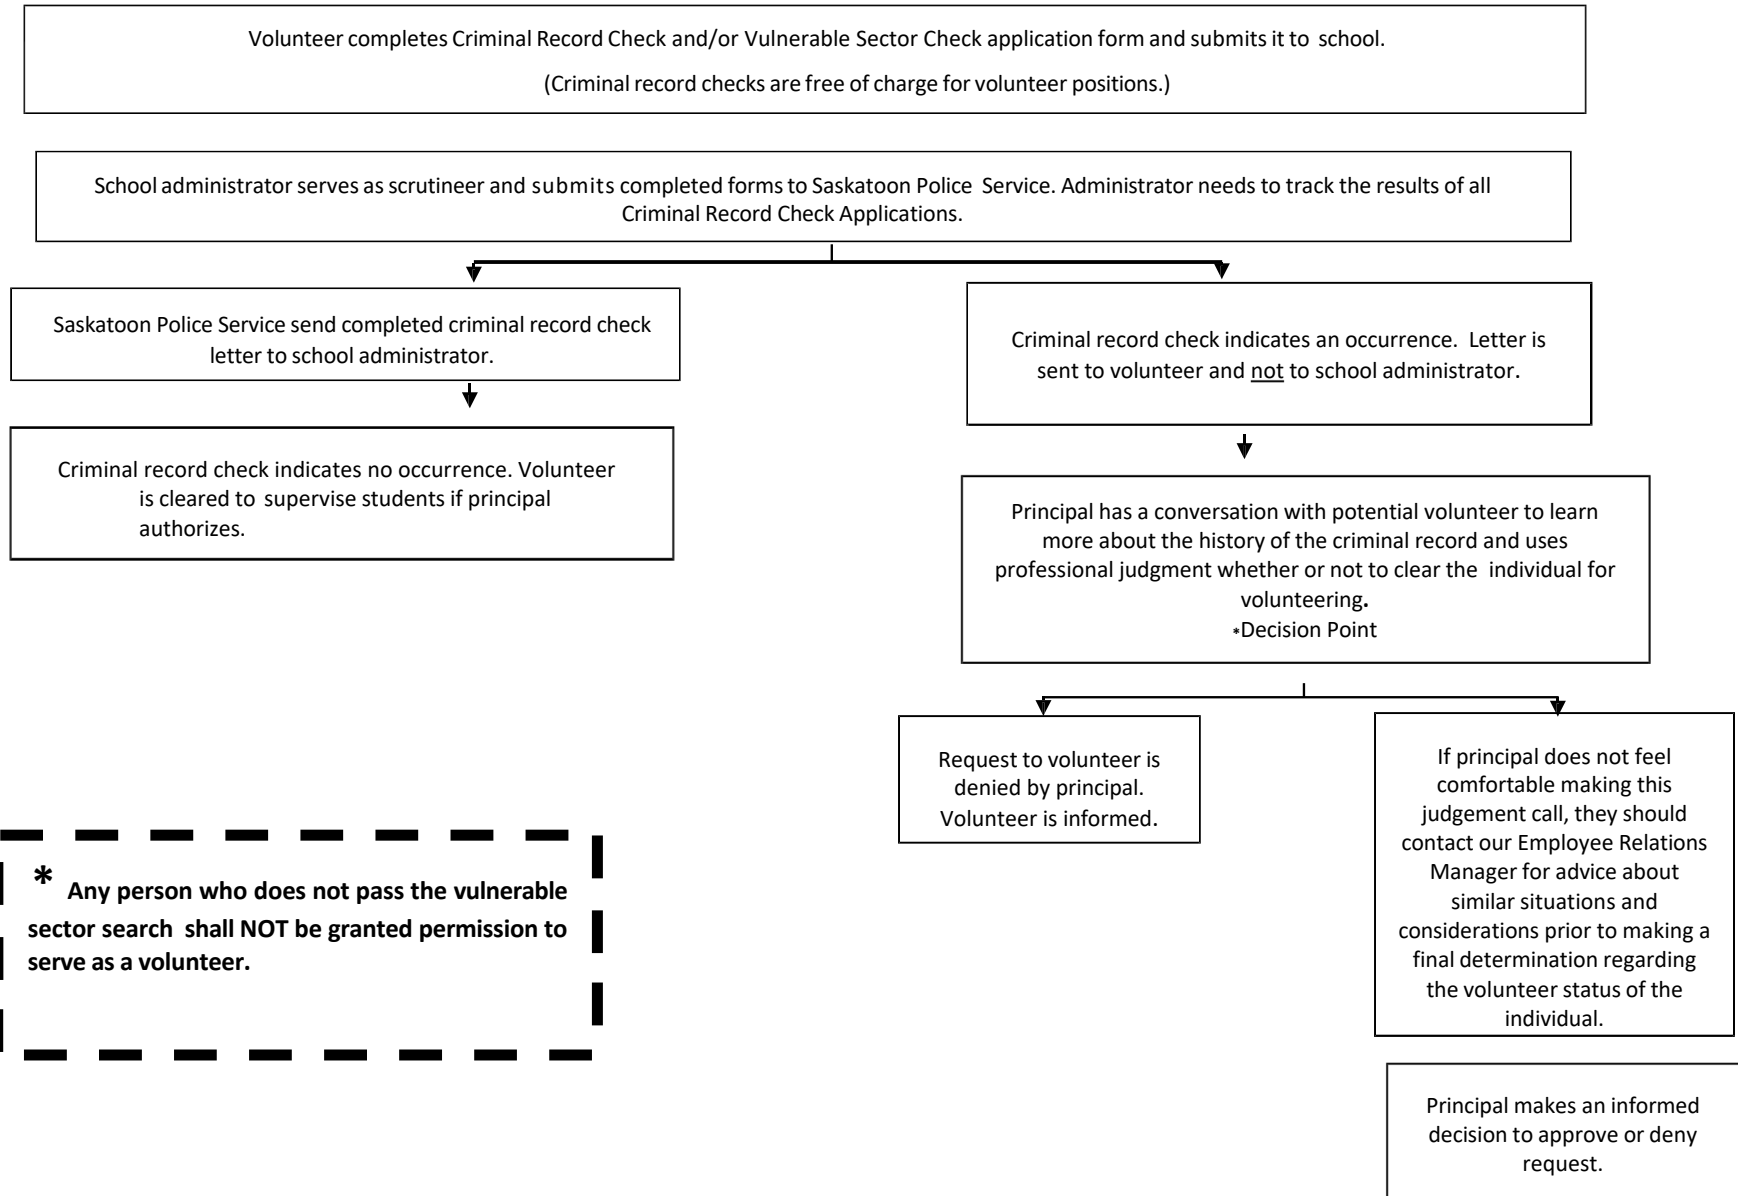 Volunteer completes Criminal Record Check and/or Vulnerable Sector Check application form and submits it to school.
(Criminal record checks are free of charge for volunteer positions.)
School administrator serves as scrutineer and submits completed forms to Saskatoon Police Service. Administrator needs to track the results of all
Criminal Record Check Applications.
Saskatoon Police Service send completed criminal record check
letter to school administrator.
Criminal record check indicates no occurrence. Volunteer
is cleared to supervise students if principal
authorizes.
Criminal record check indicates an occurrence. Letter is
sent to volunteer and not to school administrator.
Principal has a conversation with potential volunteer to learn
more about the history of the criminal record and uses
professional judgment whether or not to clear the individual for
volunteering.
*Decision Point
Request to volunteer is
denied by principal.
Volunteer is informed.
If principal does not feel
comfortable making this
judgement call, they should
contact our Employee Relations
Manager for advice about
similar situations and
considerations prior to making a
final determination regarding
the volunteer status of the
individual.
Principal makes an informed
decision to approve or deny
request.
* Any person who does not pass the vulnerable
sector search shall NOT be granted permission to
serve as a volunteer.